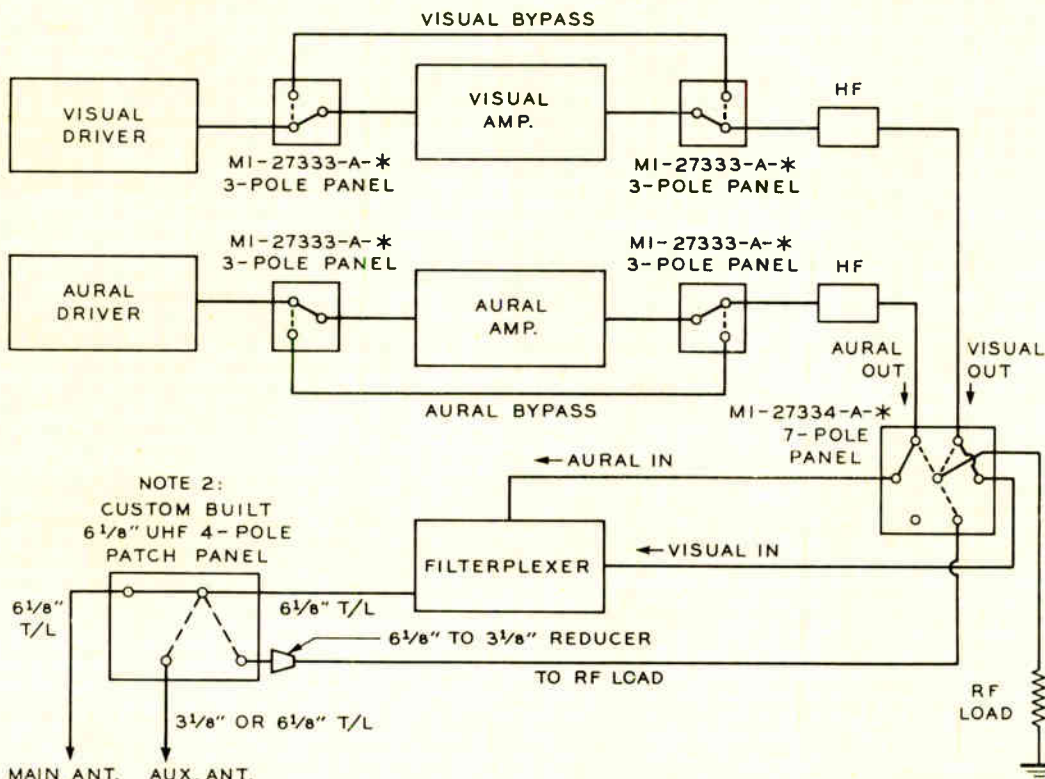 VISUAL BYPASS
VISUAL
DRIVER
VISUAL
AMP.
HF
MI-27333-A-*
3-POLE PANEL
MI-27333-A-*
3-POLE PANEL
MI-27333-A-*
3-POLE PANEL
MI-27333-A-*
3-POLE PANEL
AURAL
DRIVER
AURAL
AMP.
HF
AURAL
OUT
VISUAL
OUT
AURAL BYPASS
MI-27334-A-*
7-POLE
PANEL
AURAL IN
NOTE 2:
CUSTOM BUILT
6 1/8" UHF 4-POLE
PATCH PANEL
FILTERPLEXER
VISUAL IN
6 1/8"
T/L
6 1/8" T/L
6 1/8" TO 3 1/8" REDUCER
TO RF LOAD
RF
LOAD
3 1/8" OR 6 1/8" T/L
MAIN ANT.
AUX. ANT.